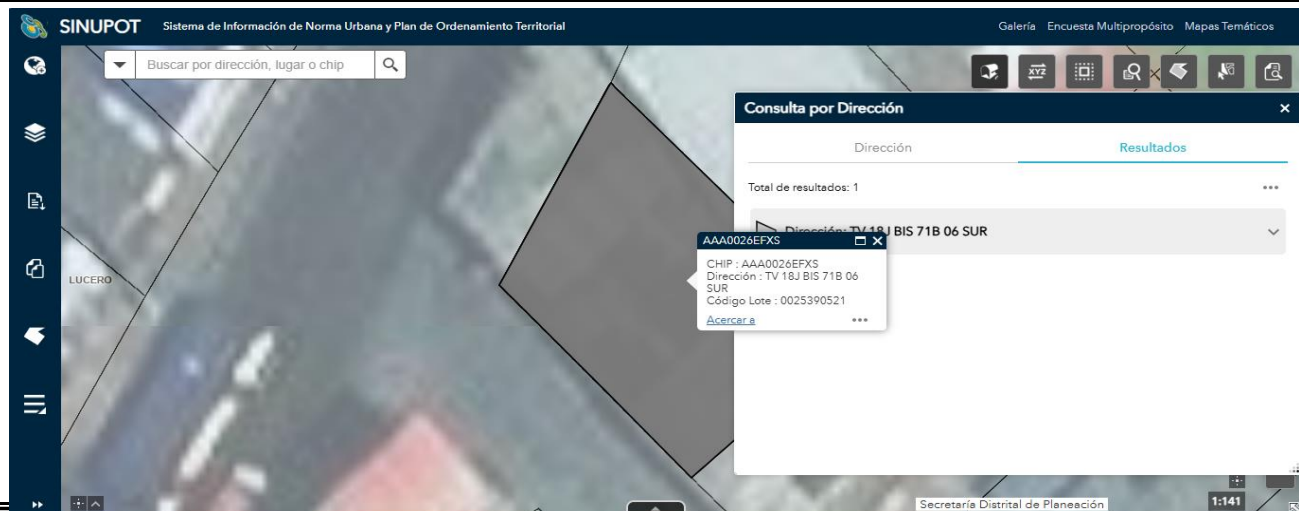 SINUPOT Sistema de Información de Norma Urbana y Plan de Ordenamiento Territorial Galería Encuesta Multipropósito Mapas Temáticos
Buscar por dirección, lugar o chip
XYZ
Consulta por Dirección
Dirección Resultados
Total de resultados: 1
Dirección: TV 18J BIS 71B 06 SUR
AAA0026EFXS
CHIP : AAA0026EFXS
Dirección : TV 18J BIS 71B 06
SUR
Código Lote : 0025390521
Acercar a
LUCERO
Secretaría Distrital de Planeación
1:141